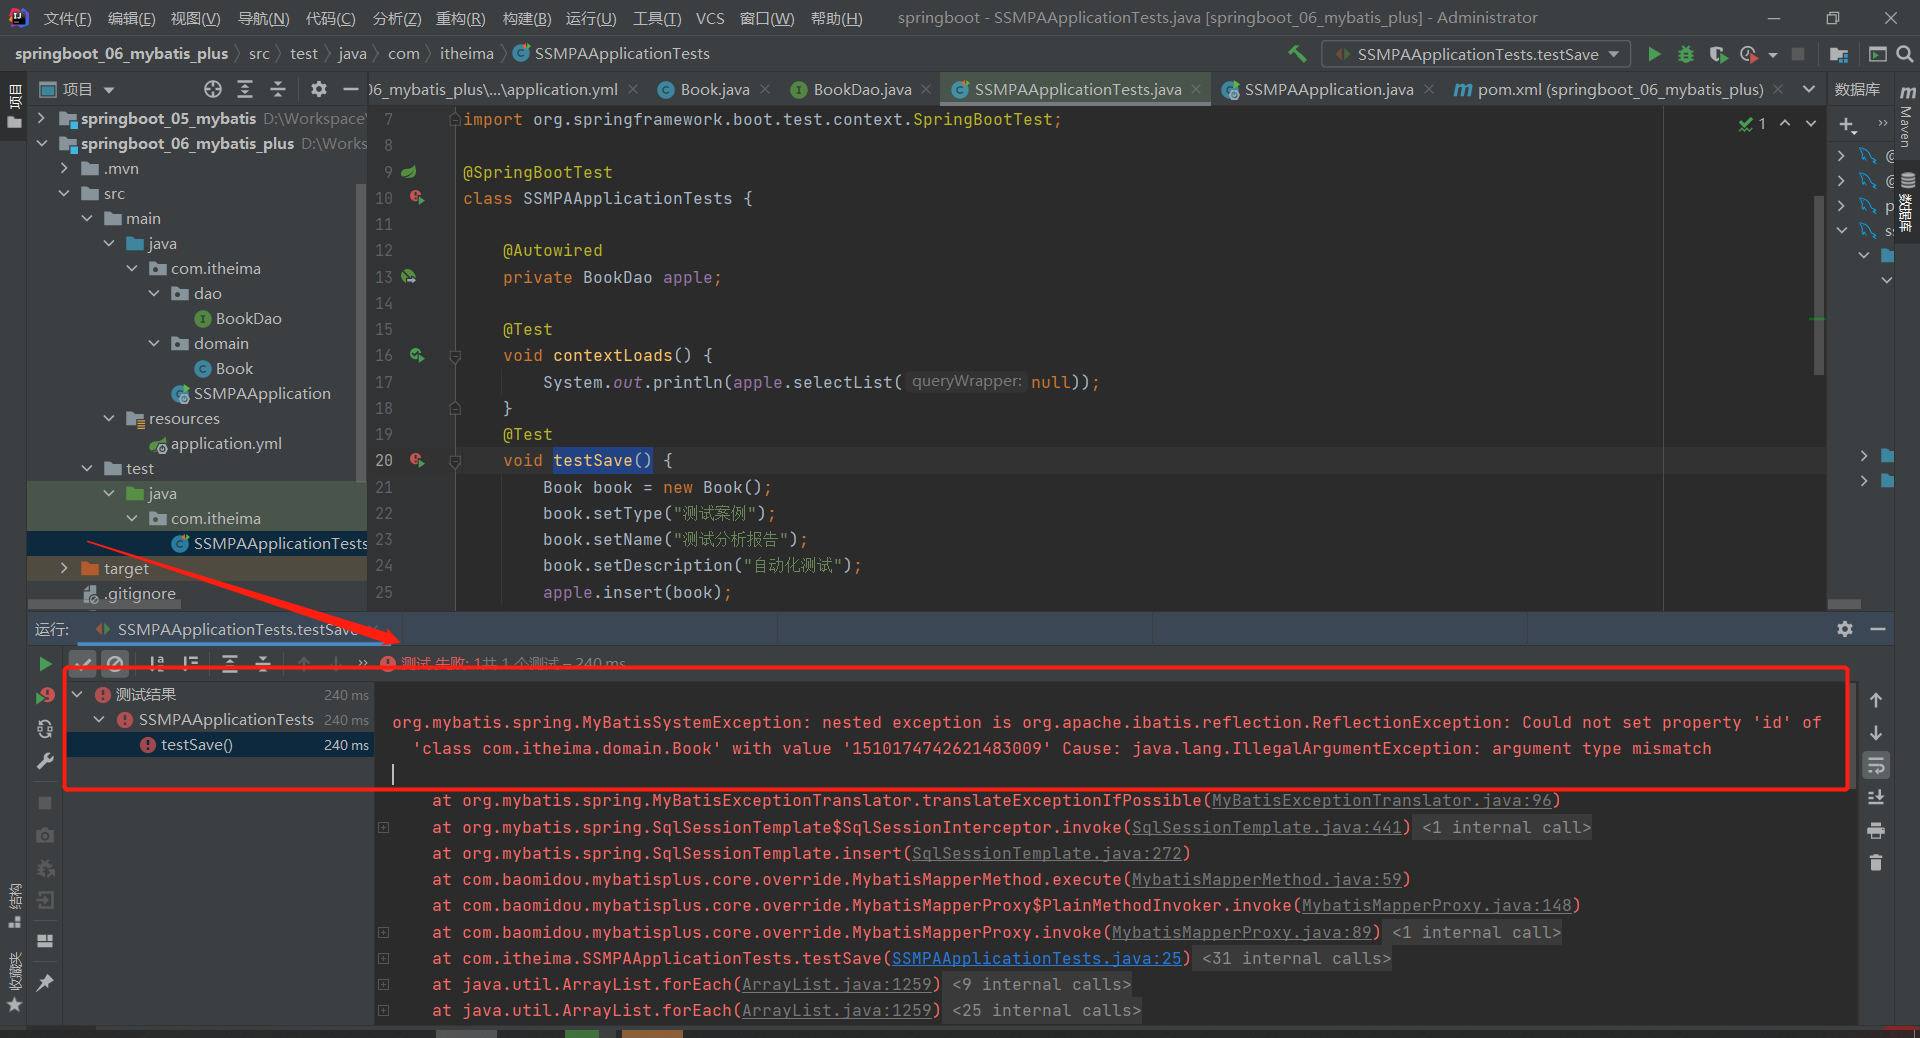 文件(F) 编辑(E) 视图(V) 导航(N) 代码(C) 分析(Z) 重构(R) 构建(B) 运行(U) 工具(T) VCS 窗口(W) 帮助(H) springboot - SSMPAApplicationTests.java [springboot_06_mybatis_plus] - Administrator
springboot_06_mybatis_plus src test java com itheima SSMPAApplicationTests SSMPAApplicationTests.testSave
项目 06_mybatis_plus\...\application.yml Book.java BookDao.java SSMPAApplicationTests.java SSMPAApplication.java pom.xml (springboot_06_mybatis_plus) 数据库
项目
Maven
数据库
结构
收藏夹
springboot_05_mybatis D:\Workspace\
springboot_06_mybatis_plus D:\Works
.mvn
src
main
java
com.itheima
dao
BookDao
domain
Book
SSMPAApplication
resources
application.yml
test
java
com.itheima
SSMPAApplicationTests
target
.gitignore
1
7 import org.springframework.boot.test.context.SpringBootTest;
8
9 @SpringBootTest
10 class SSMPAApplicationTests {
11
12 @Autowired
13 private BookDao apple;
14
15 @Test
16 void contextLoads() {
17 System.out.println(apple.selectList( queryWrapper: null));
18 }
19 @Test
20 void testSave() {
21 Book book = new Book();
22 book.setType("测试案例");
23 book.setName("测试分析报告");
24 book.setDescription("自动化测试");
25 apple.insert(book);
运行: SSMPAApplicationTests.testSave
测试 失败: 1共 1 个测试 – 240 ms
测试结果 240 ms
SSMPAApplicationTests 240 ms
testSave() 240 ms
org.mybatis.spring.MyBatisSystemException: nested exception is org.apache.ibatis.reflection.ReflectionException: Could not set property 'id' of
'class com.itheima.domain.Book' with value '1510174742621483009' Cause: java.lang.IllegalArgumentException: argument type mismatch
at org.mybatis.spring.MyBatisExceptionTranslator.translateExceptionIfPossible(MyBatisExceptionTranslator.java:96)
at org.mybatis.spring.SqlSessionTemplate$SqlSessionInterceptor.invoke(SqlSessionTemplate.java:441) <1 internal call>
at org.mybatis.spring.SqlSessionTemplate.insert(SqlSessionTemplate.java:272)
at com.baomidou.mybatisplus.core.override.MybatisMapperMethod.execute(MybatisMapperMethod.java:59)
at com.baomidou.mybatisplus.core.override.MybatisMapperProxy$PlainMethodInvoker.invoke(MybatisMapperProxy.java:148)
at com.baomidou.mybatisplus.core.override.MybatisMapperProxy.invoke(MybatisMapperProxy.java:89) <1 internal call>
at com.itheima.SSMPAApplicationTests.testSave(SSMPAApplicationTests.java:25) <31 internal calls>
at java.util.ArrayList.forEach(ArrayList.java:1259) <9 internal calls>
at java.util.ArrayList.forEach(ArrayList.java:1259) <25 internal calls>